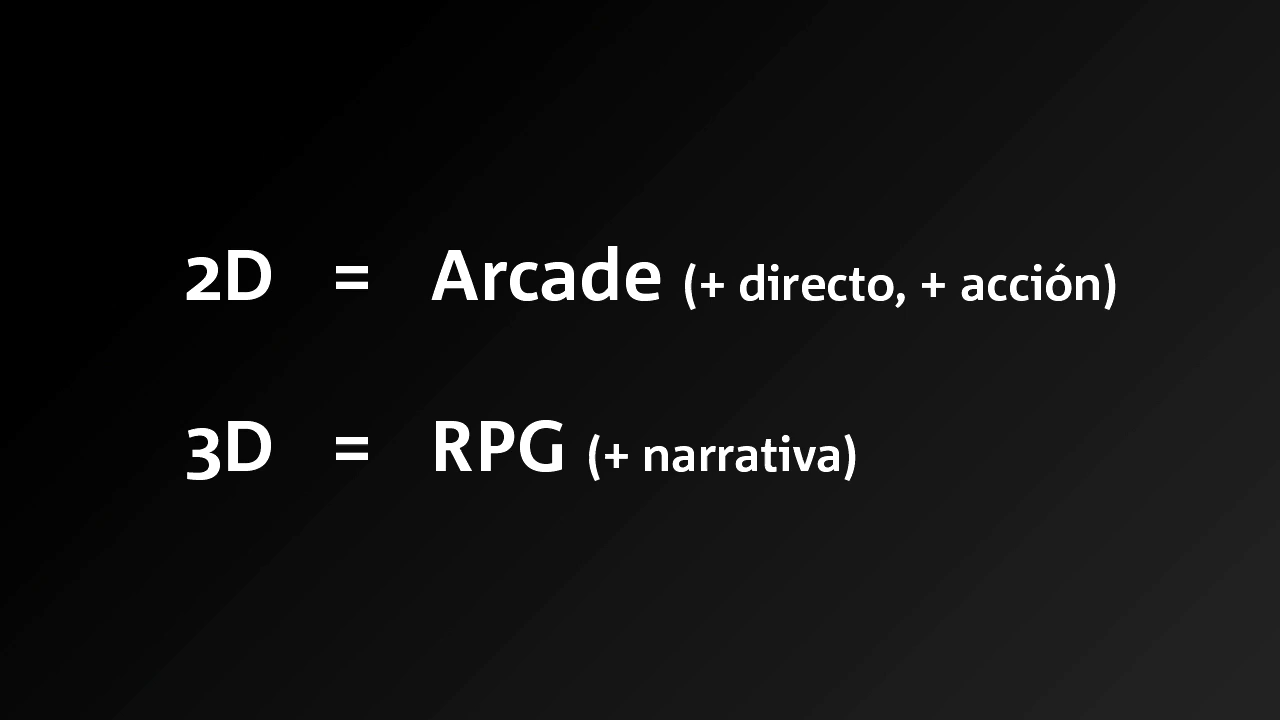 2D = Arcade (+ directo, + acción)
3D = RPG (+ narrativa)